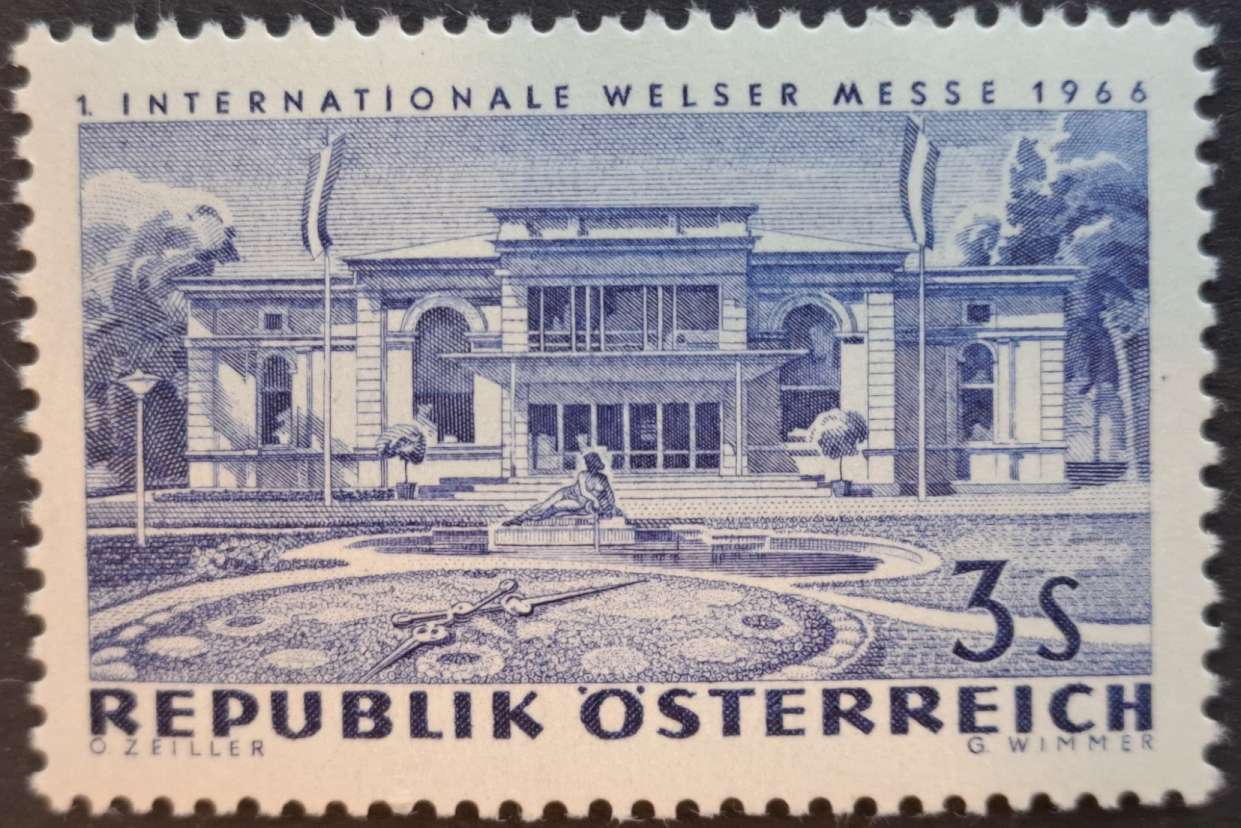 1. INTERNATIONALE WELSER MESSE 1966
3S
REPUBLIK ÖSTERREICH
O. ZEILLER
G. WIMMER